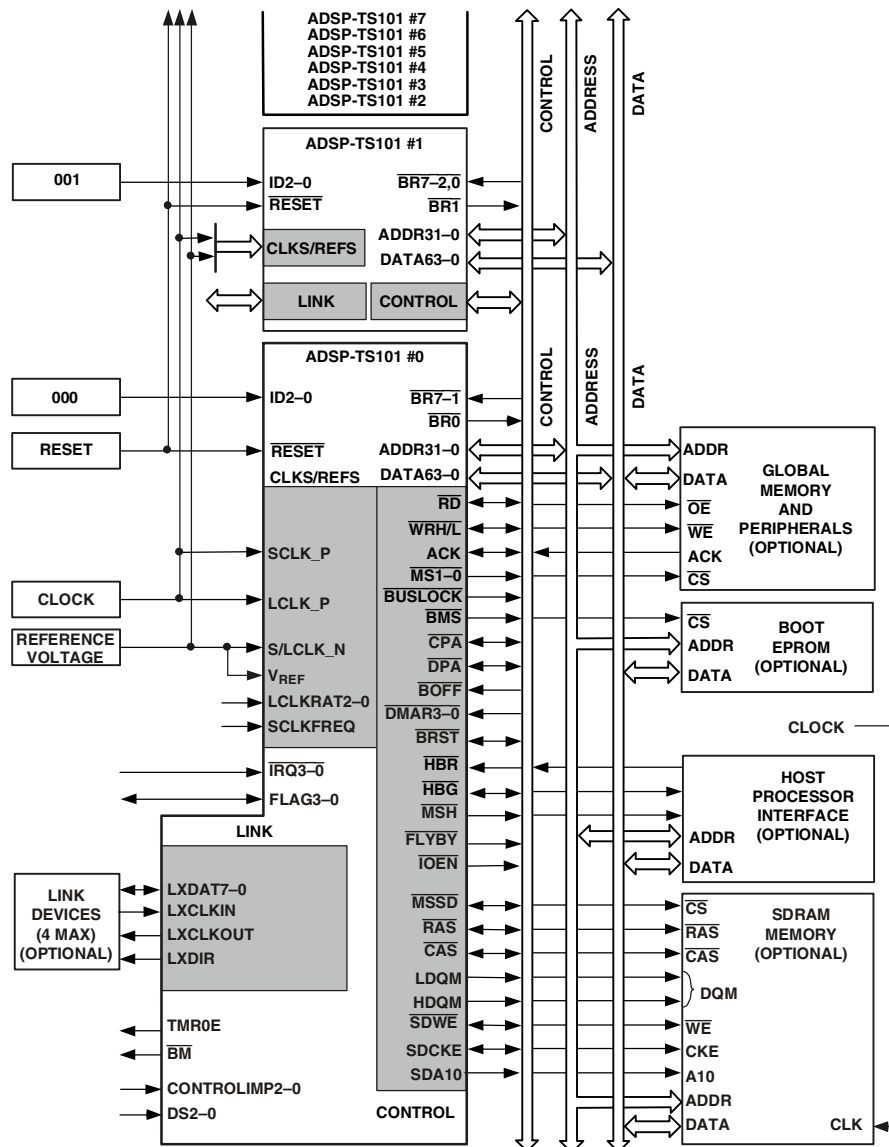 ADSP-TS101 #7
ADSP-TS101 #6
ADSP-TS101 #5
ADSP-TS101 #4
ADSP-TS101 #3
ADSP-TS101 #2
CONTROL
ADDRESS
DATA
ADSP-TS101 #1
001
ID2–0
BR7–2,0
RESET
BR1
ADDR31–0
CLKS/REFS
DATA63–0
LINK
CONTROL
ADSP-TS101 #0
CONTROL
ADDRESS
DATA
000
ID2–0
BR7–1
BR0
RESET
RESET
ADDR31–0
CLKS/REFS
DATA63–0
RD
WRH/L
SCLK_P
ACK
MS1–0
CLOCK
LCLK_P
BUSLOCK
BMS
REFERENCE
VOLTAGE
S/LCLK_N
CPA
VREF
DPA
LCLKRAT2–0
BOFF
SCLKFREQ
DMAR3–0
BRST
IRQ3–0
HBR
FLAG3–0
HBG
MSH
LINK
FLYBY
IOEN
LINK
DEVICES
(4 MAX)
(OPTIONAL)
LXDAT7–0
LXCLKIN
LXCLKOUT
LXDIR
MSSD
RAS
CAS
LDQM
HDQM
SDWE
SDCKE
SDA10
TMR0E
BM
CONTROLIMP2–0
DS2–0
CONTROL
ADDR
DATA
OE
WE
ACK
CS
GLOBAL
MEMORY
AND
PERIPHERALS
(OPTIONAL)
CS
ADDR
DATA
BOOT
EPROM
(OPTIONAL)
CLOCK
HOST
PROCESSOR
INTERFACE
(OPTIONAL)
ADDR
DATA
SDRAM
MEMORY
(OPTIONAL)
CS
RAS
CAS
DQM
WE
CKE
A10
ADDR
DATA
CLK